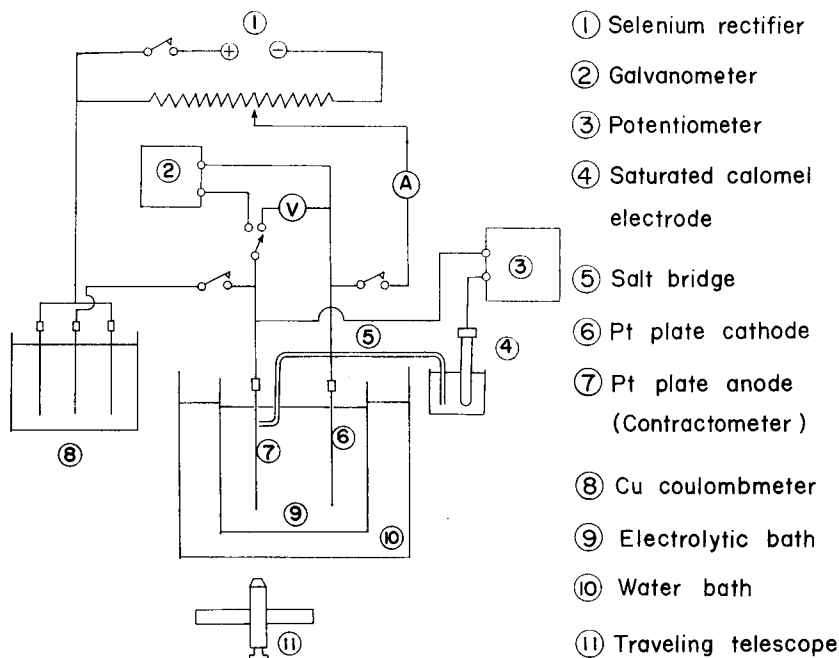 ①
+ −
②
A
V
③
⑤
④
⑥
⑦
⑧
⑨
⑩
⑪
① Selenium rectifier
② Galvanometer
③ Potentiometer
④ Saturated calomel
electrode
⑤ Salt bridge
⑥ Pt plate cathode
⑦ Pt plate anode
(Contractometer)
⑧ Cu coulombmeter
⑨ Electrolytic bath
⑩ Water bath
⑪ Traveling telescope